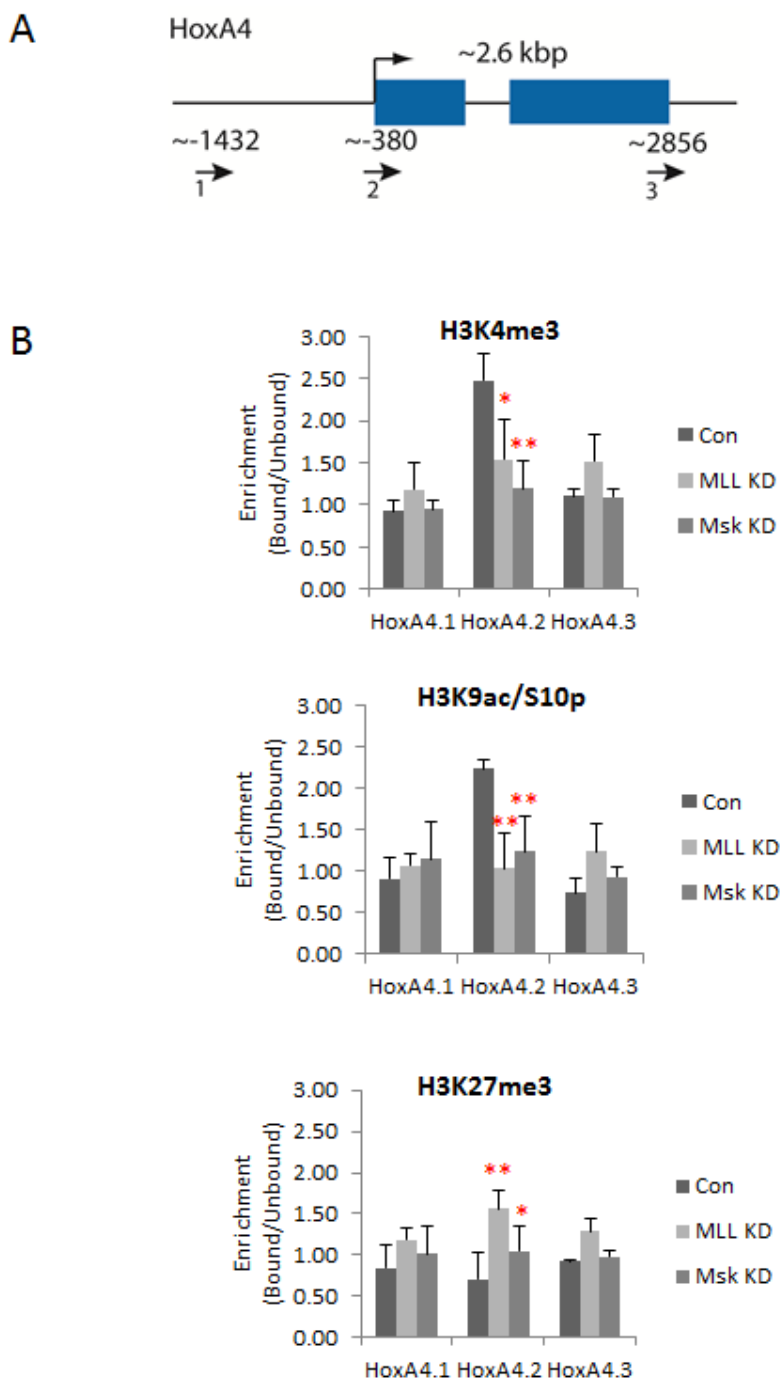 A
HoxA4
~2.6 kbp
~-1432 ~-380 ~2856
1 2 3
B
H3K4me3
3.00
2.50
2.00
1.50
1.00
0.50
0.00
Enrichment
(Bound/Unbound)
*
**
HoxA4.1 HoxA4.2 HoxA4.3
Con
MLL KD
Msk KD
H3K9ac/S10p
3.00
2.50
2.00
1.50
1.00
0.50
0.00
Enrichment
(Bound/Unbound)
**
**
HoxA4.1 HoxA4.2 HoxA4.3
Con
MLL KD
Msk KD
H3K27me3
3.00
2.50
2.00
1.50
1.00
0.50
0.00
Enrichment
(Bound/Unbound)
**
*
HoxA4.1 HoxA4.2 HoxA4.3
Con
MLL KD
Msk KD